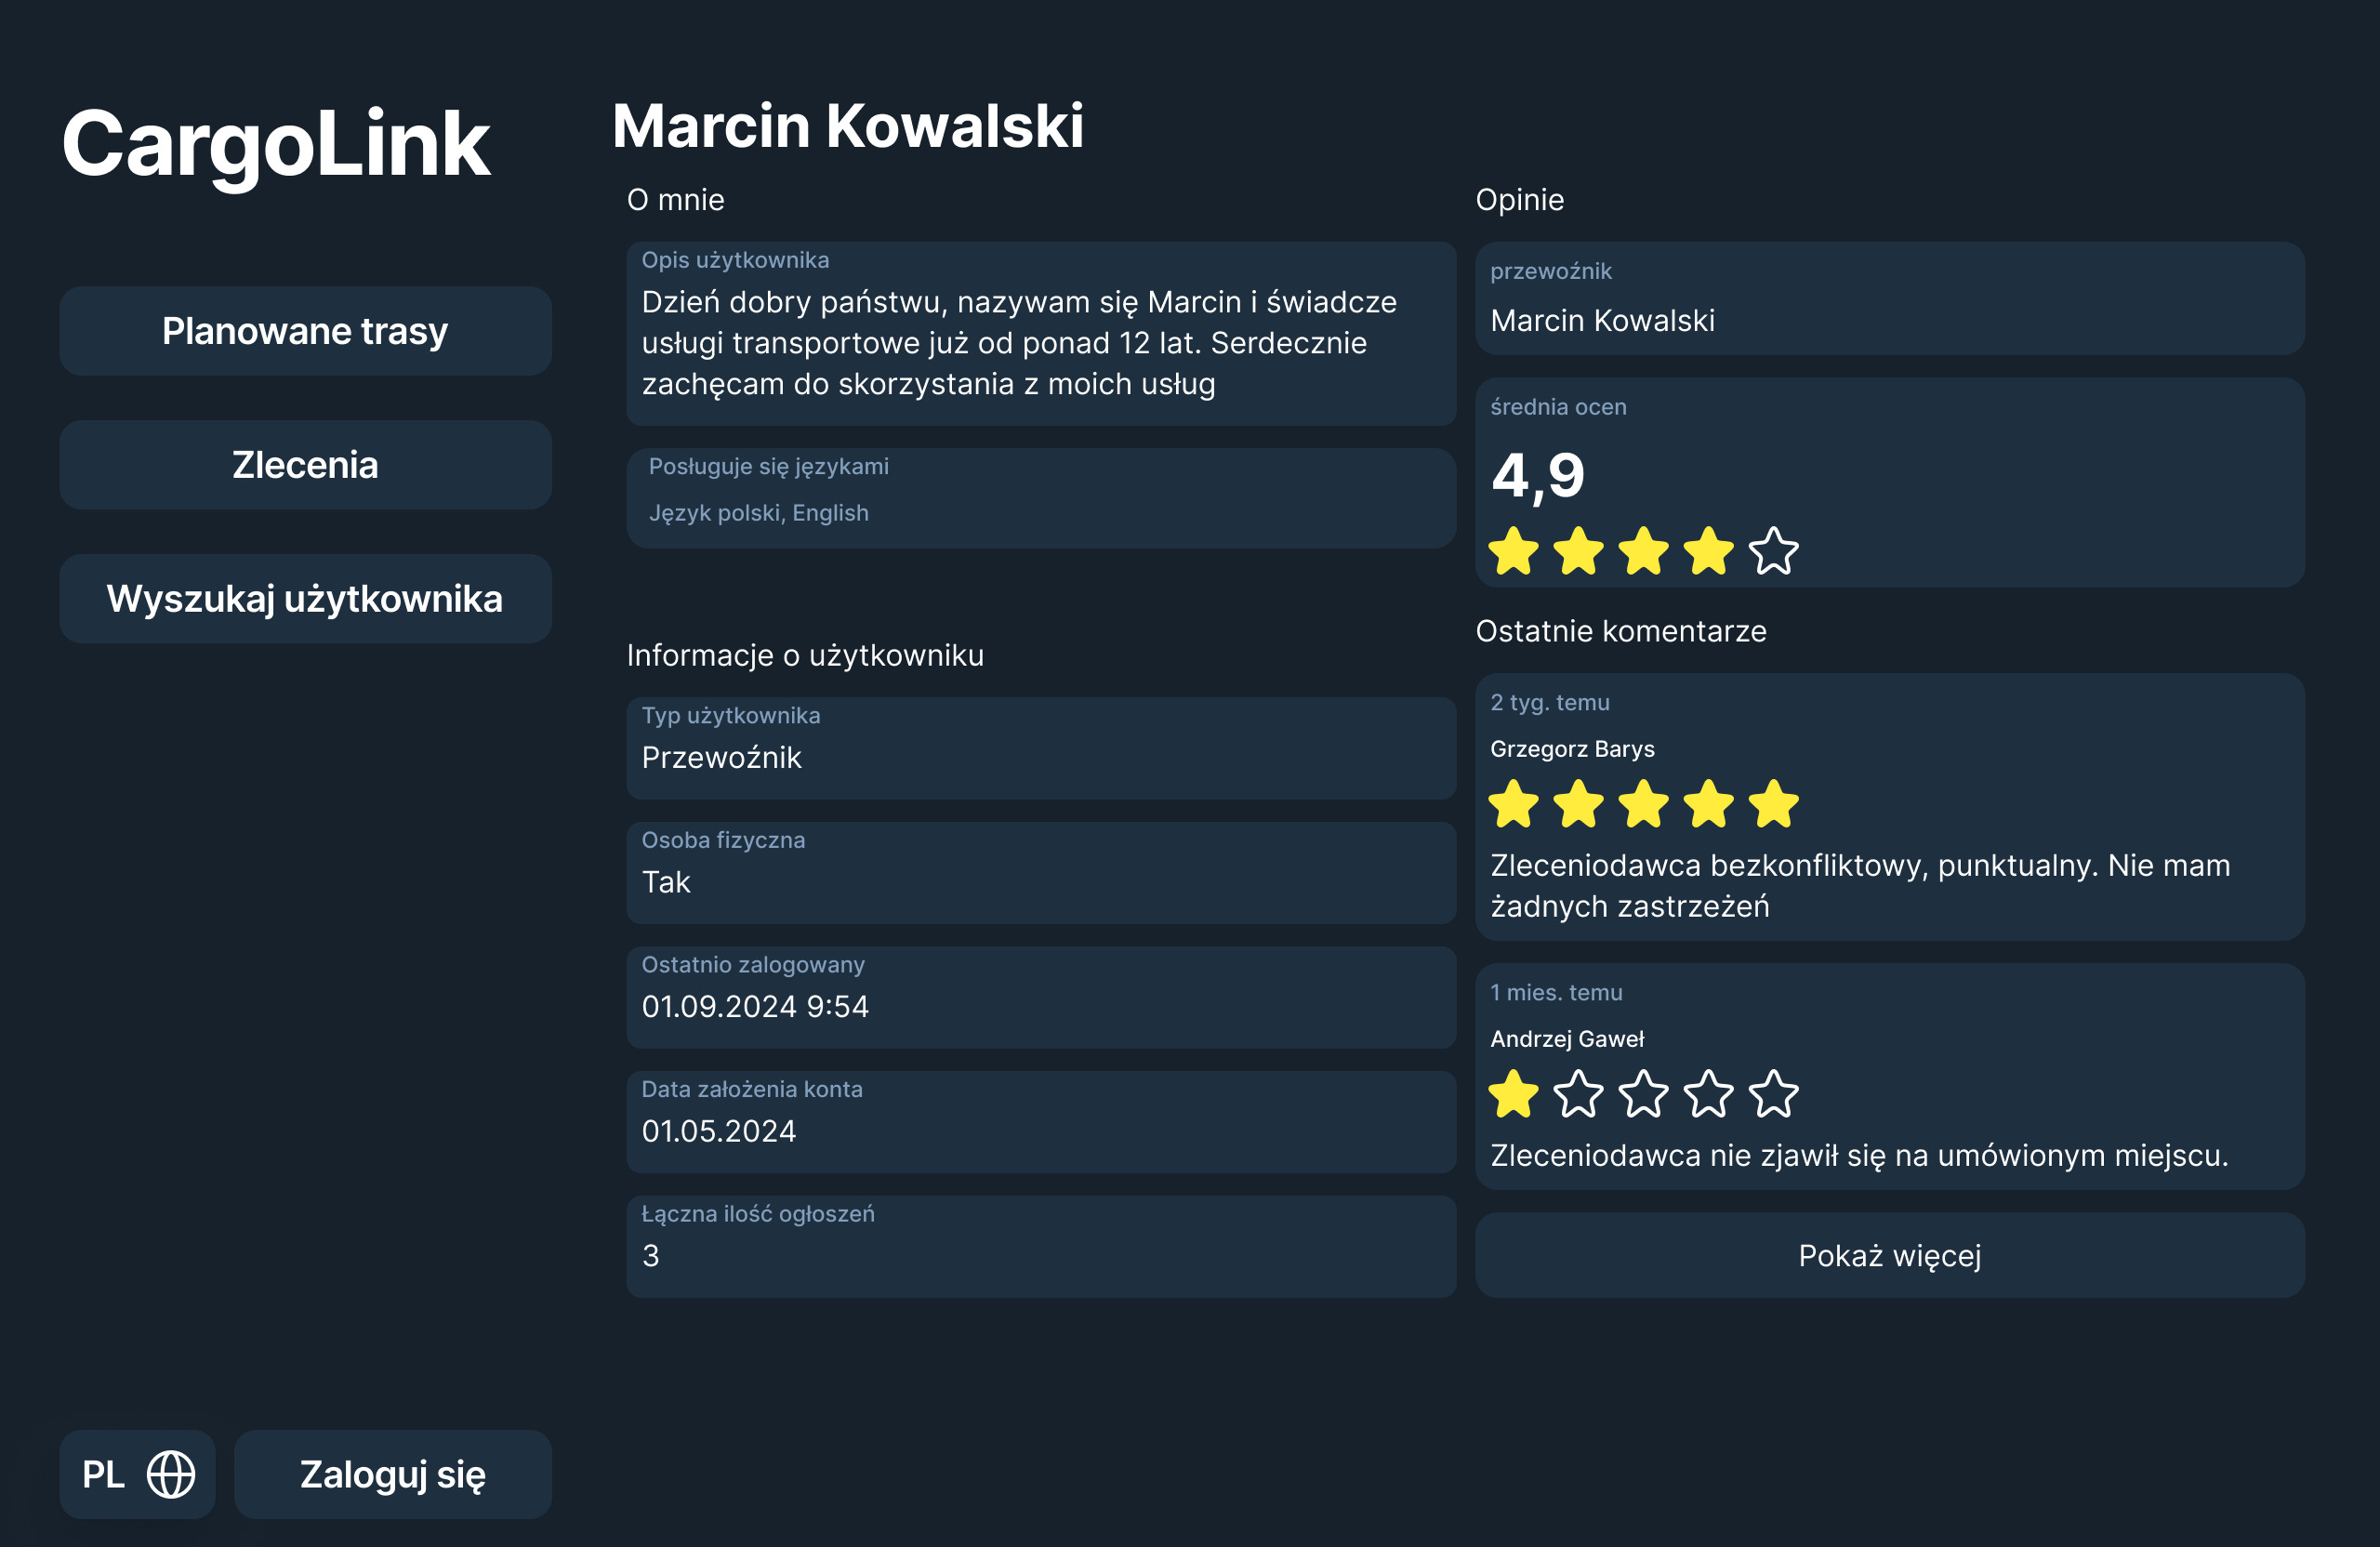 CargoLink
Planowane trasy
Zlecenia
Wyszukaj użytkownika
PL
Zaloguj się
Marcin Kowalski
O mnie
Opis użytkownika
Dzień dobry państwu, nazywam się Marcin i świadcze
usługi transportowe już od ponad 12 lat. Serdecznie
zachęcam do skorzystania z moich usług
Posługuje się językami
Język polski, English
Informacje o użytkowniku
Typ użytkownika
Przewoźnik
Osoba fizyczna
Tak
Ostatnio zalogowany
01.09.2024 9:54
Data założenia konta
01.05.2024
Łączna ilość ogłoszeń
3
Opinie
przewoźnik
Marcin Kowalski
średnia ocen
4,9
Ostatnie komentarze
2 tyg. temu
Grzegorz Barys
Zleceniodawca bezkonfliktowy, punktualny. Nie mam
żadnych zastrzeżeń
1 mies. temu
Andrzej Gaweł
Zleceniodawca nie zjawił się na umówionym miejscu.
Pokaż więcej